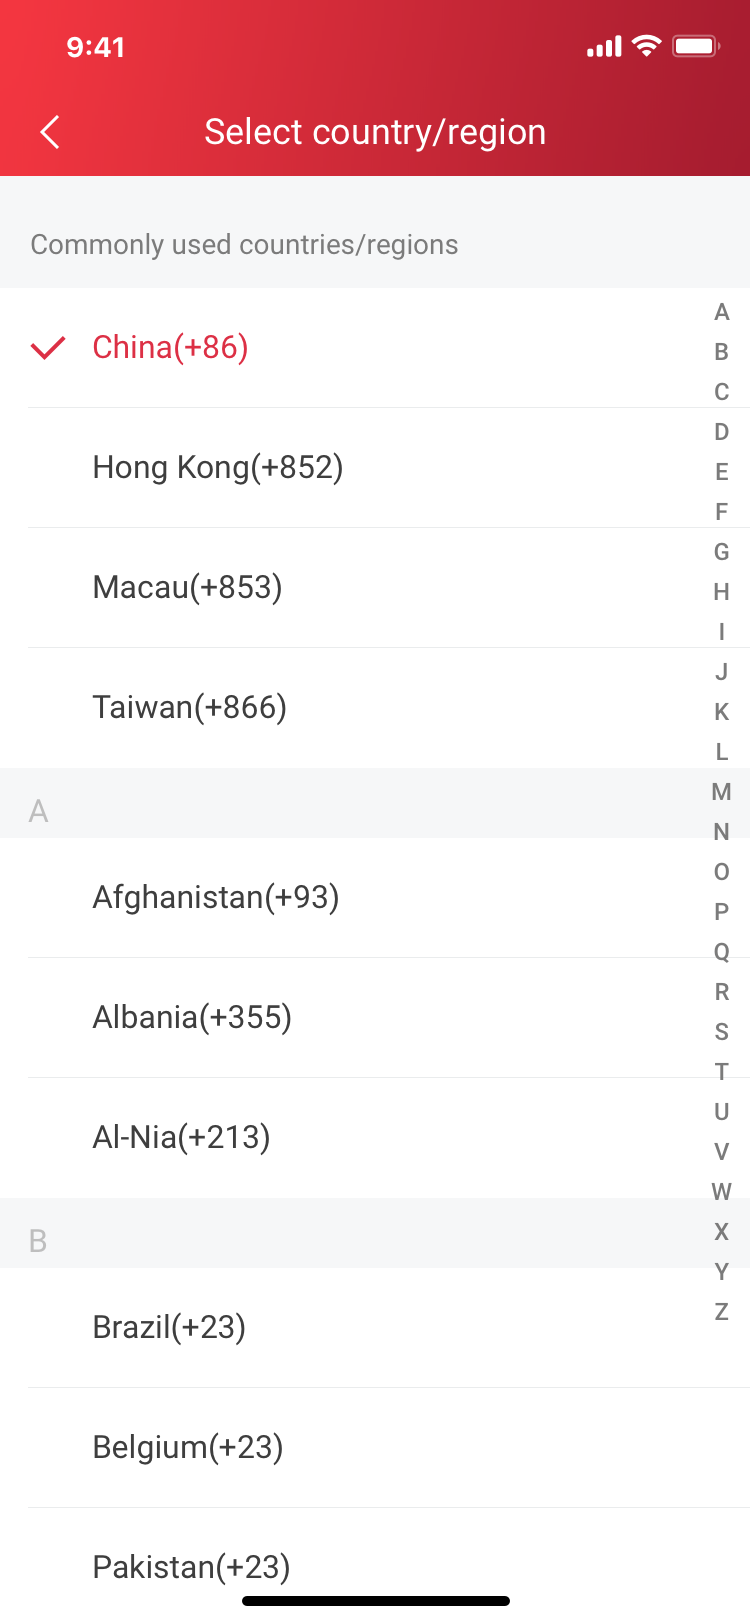 9:41
Select country/region
Commonly used countries/regions
China(+86)
Hong Kong(+852)
Macau(+853)
Taiwan(+866)
A
Afghanistan(+93)
Albania(+355)
Al-Nia(+213)
B
Brazil(+23)
Belgium(+23)
Pakistan(+23)
A
B
C
D
E
F
G
H
I
J
K
L
M
N
O
P
Q
R
S
T
U
V
W
X
Y
Z